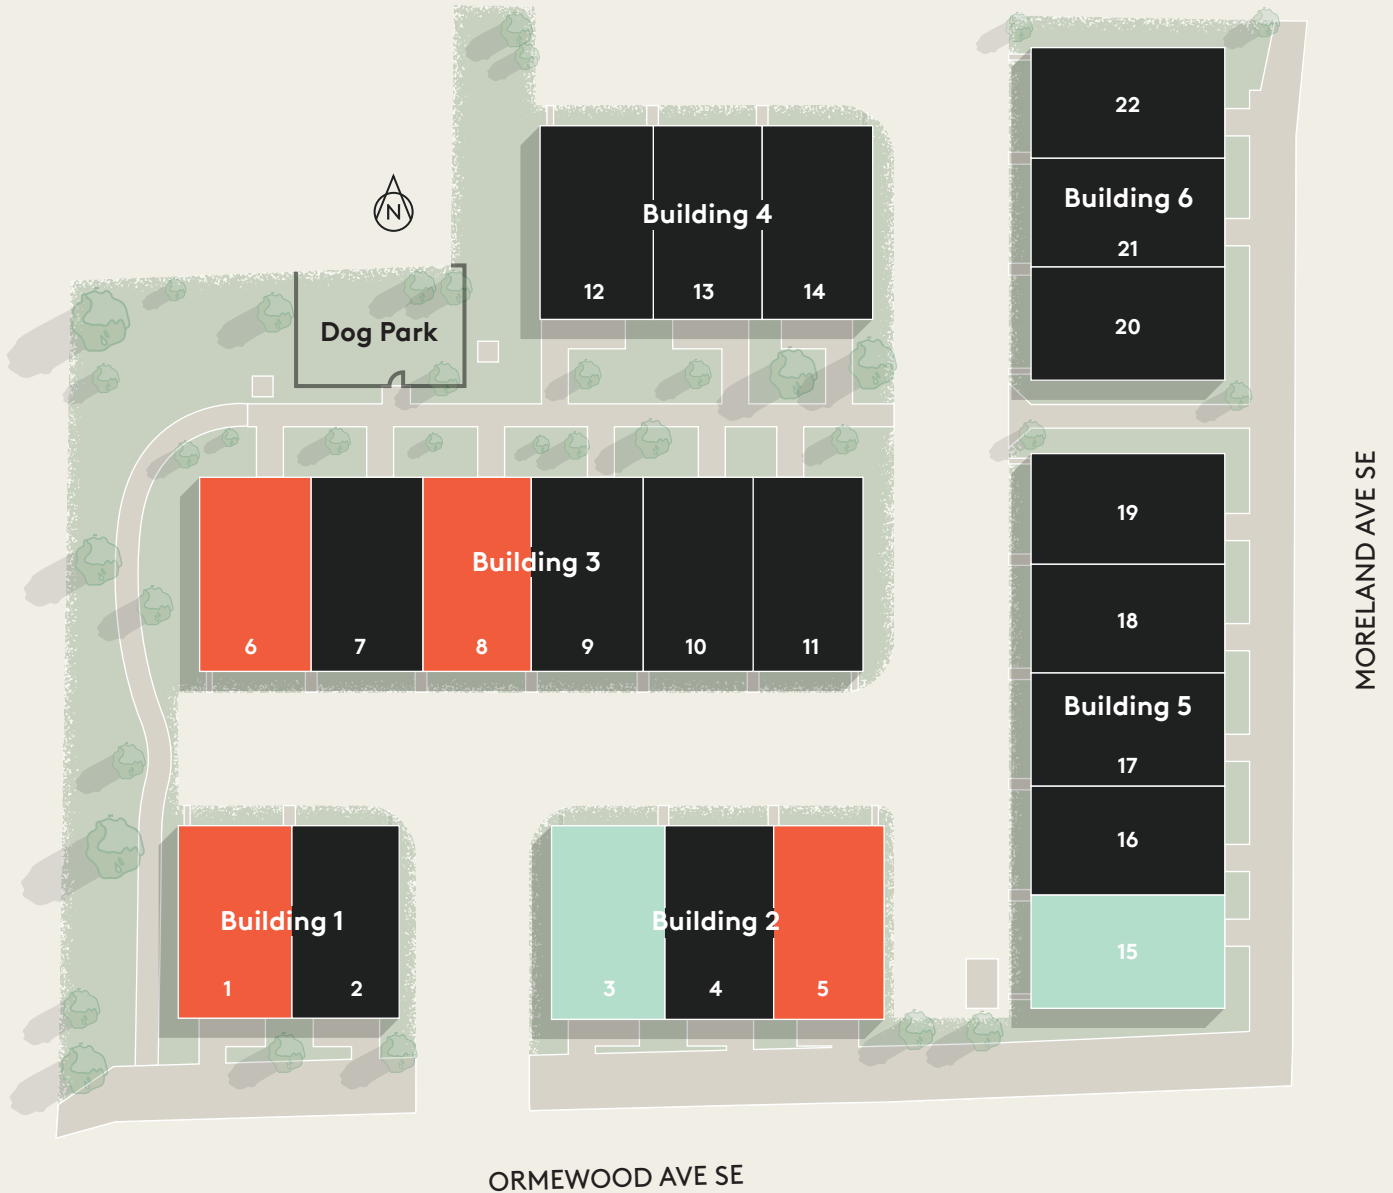 22
Building 6
21
20
N
Building 4
12
13
14
Dog Park
Building 3
6
7
8
9
10
11
19
18
Building 5
17
16
15
Building 1
1
2
Building 2
3
4
5
MORELAND AVE SE
ORMEWOOD AVE SE